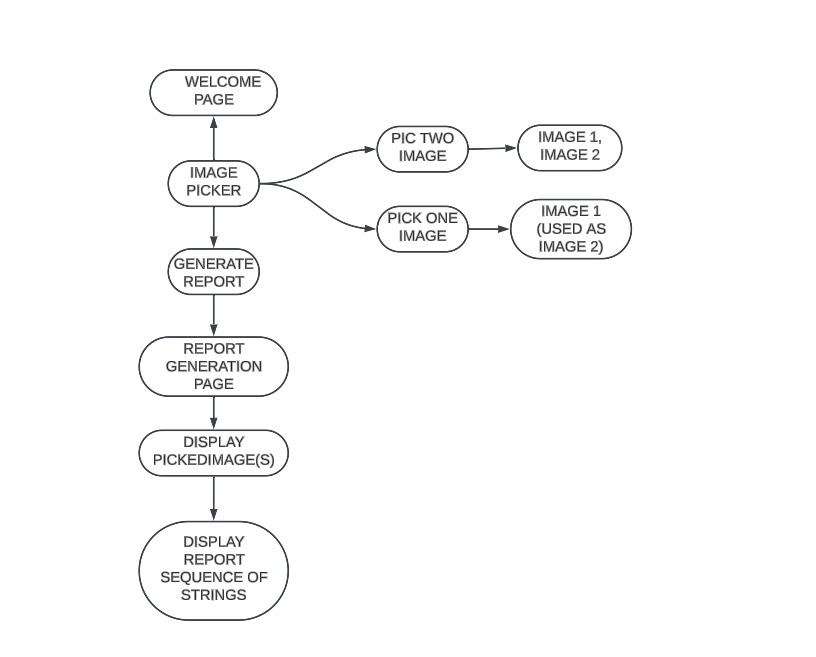 WELCOME
PAGE
IMAGE
PICKER
PIC TWO
IMAGE
IMAGE 1,
IMAGE 2
PICK ONE
IMAGE
IMAGE 1
(USED AS
IMAGE 2)
GENERATE
REPORT
REPORT
GENERATION
PAGE
DISPLAY
PICKEDIMAGE(S)
DISPLAY
REPORT
SEQUENCE OF
STRINGS